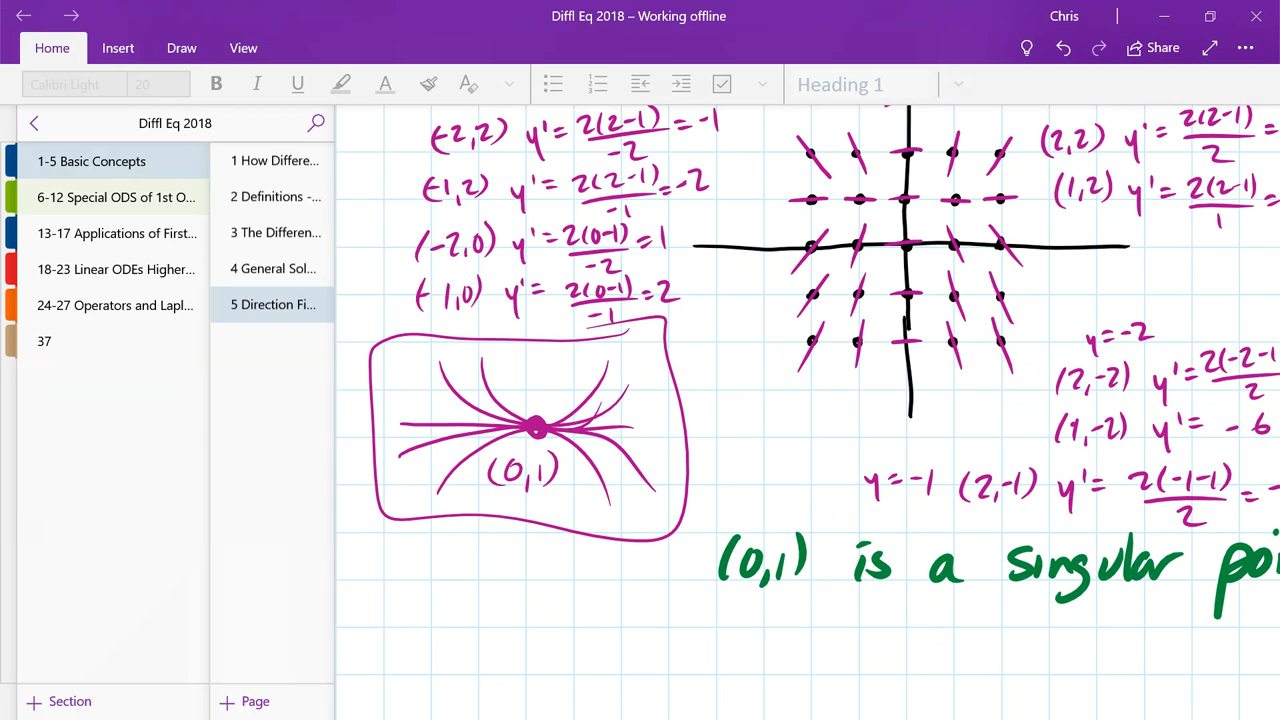 Diffl Eq 2018 – Working offline
Chris
Home Insert Draw View
Share
Calibri Light 20 B I U A Heading 1
Diffl Eq 2018
1-5 Basic Concepts
6-12 Special ODS of 1st O...
13-17 Applications of First...
18-23 Linear ODEs Higher...
24-27 Operators and Lapl...
37
1 How Differe...
2 Definitions -...
3 The Differen...
4 General Sol...
5 Direction Fi...
+ Section
+ Page
(-2,2) y' = 2(2-1)/-2 = -1
(-1,2) y' = 2(2-1)/-1 = -2
(-2,0) y' = 2(0-1)/-2 = 1
(-1,0) y' = 2(0-1)/-1 = 2
(0,1)
(2,2) y' = 2(2-1)/2 =
(1,2) y' = 2(2-1)/1 =
y = -2
(2,-2) y' = 2(-2-1/2
(1,-2) y' = -6
y = -1 (2,-1) y' = 2(-1-1)/2 = -
(0,1) is a singular poi